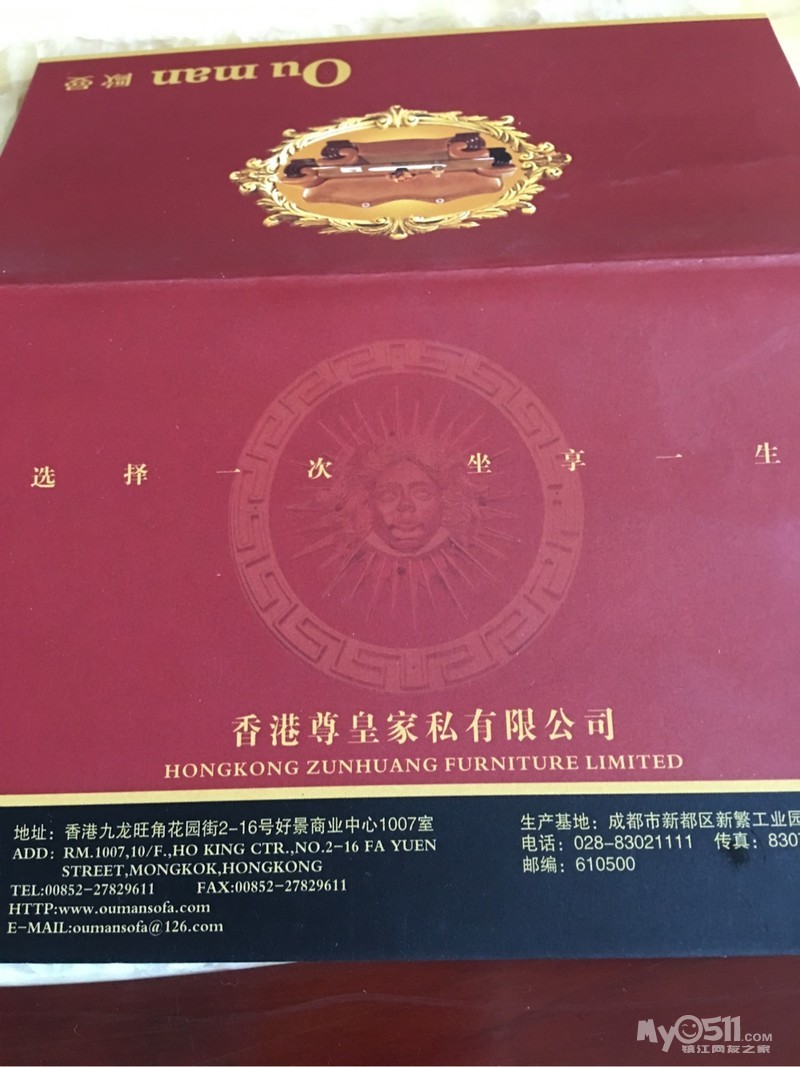 Ou man 歐曼
选择一次 坐享一生
香港尊皇家私有限公司
HONGKONG ZUNHUANG FURNITURE LIMITED
地址：香港九龙旺角花园街2-16号好景商业中心1007室
ADD: RM.1007,10/F.,HO KING CTR.,NO.2-16 FA YUEN
STREET,MONGKOK,HONGKONG
TEL:00852-27829611 FAX:00852-27829611
HTTP:www.oumansofa.com
E-MAIL:oumansofa@126.com
生产基地：成都市新都区新繁工业园
电话：028-83021111 传真：8307
邮编：610500
Myo511.COM
镇江网友之家